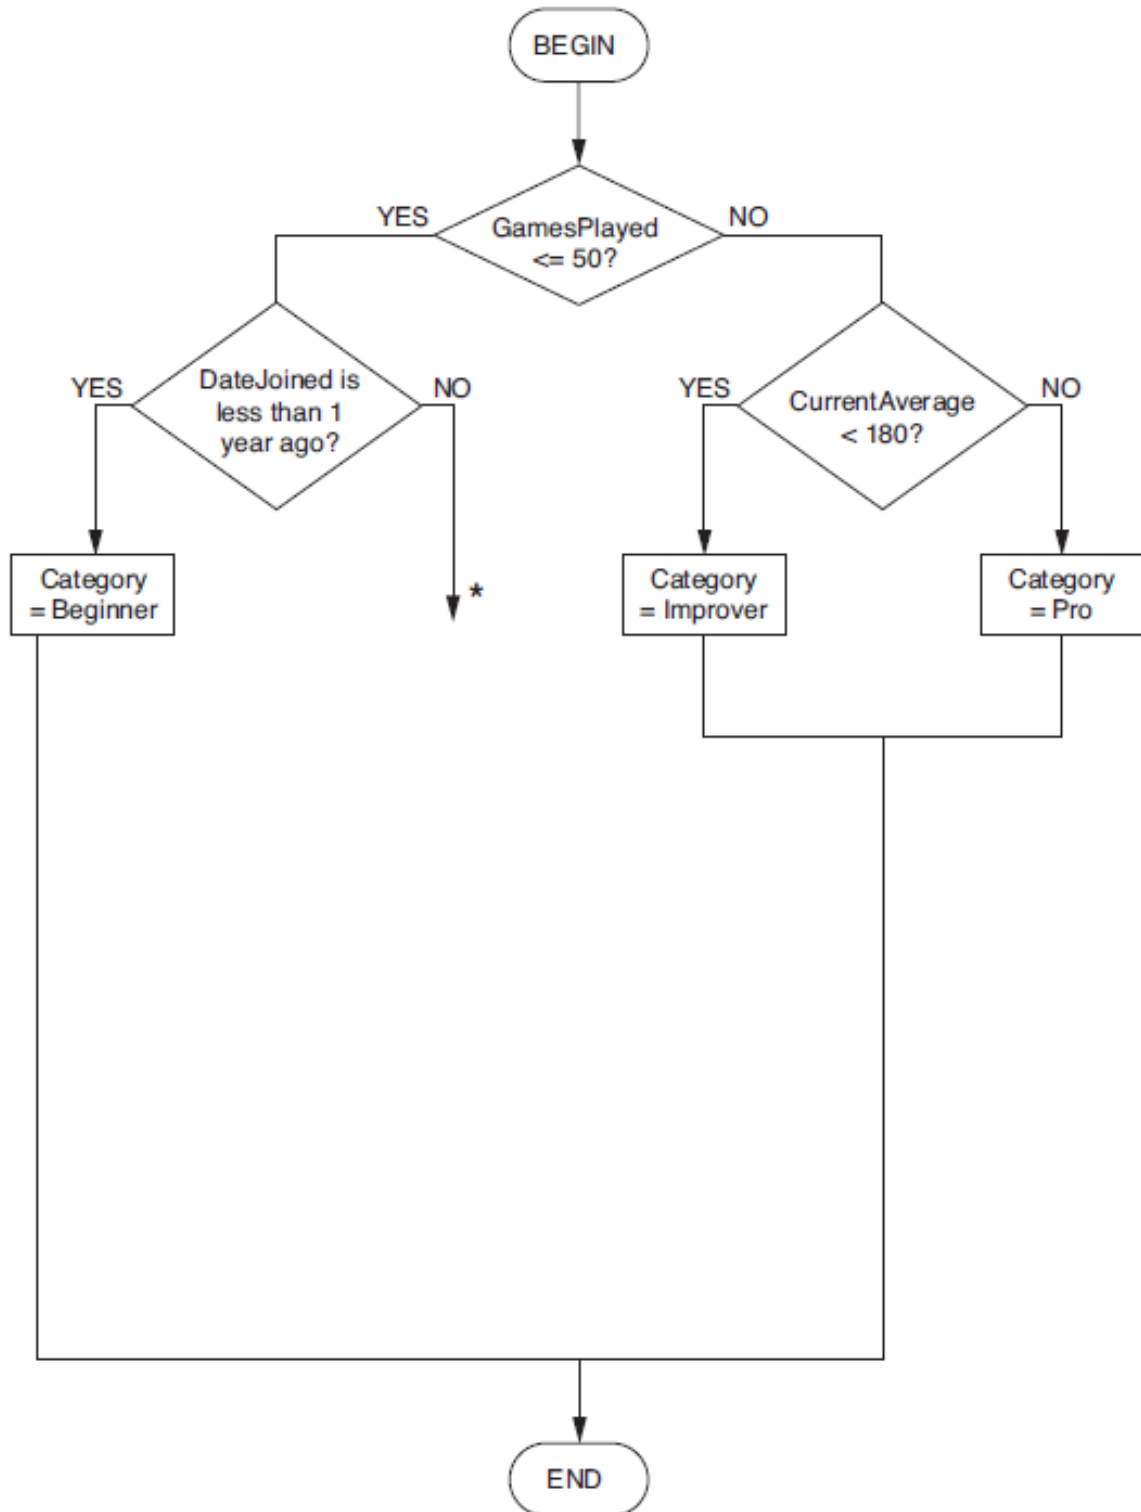 BEGIN
YES
GamesPlayed
<= 50?
NO
YES
DateJoined is
less than 1
year ago?
NO
YES
CurrentAverage
< 180?
NO
Category
= Beginner
*
Category
= Improver
Category
= Pro
END